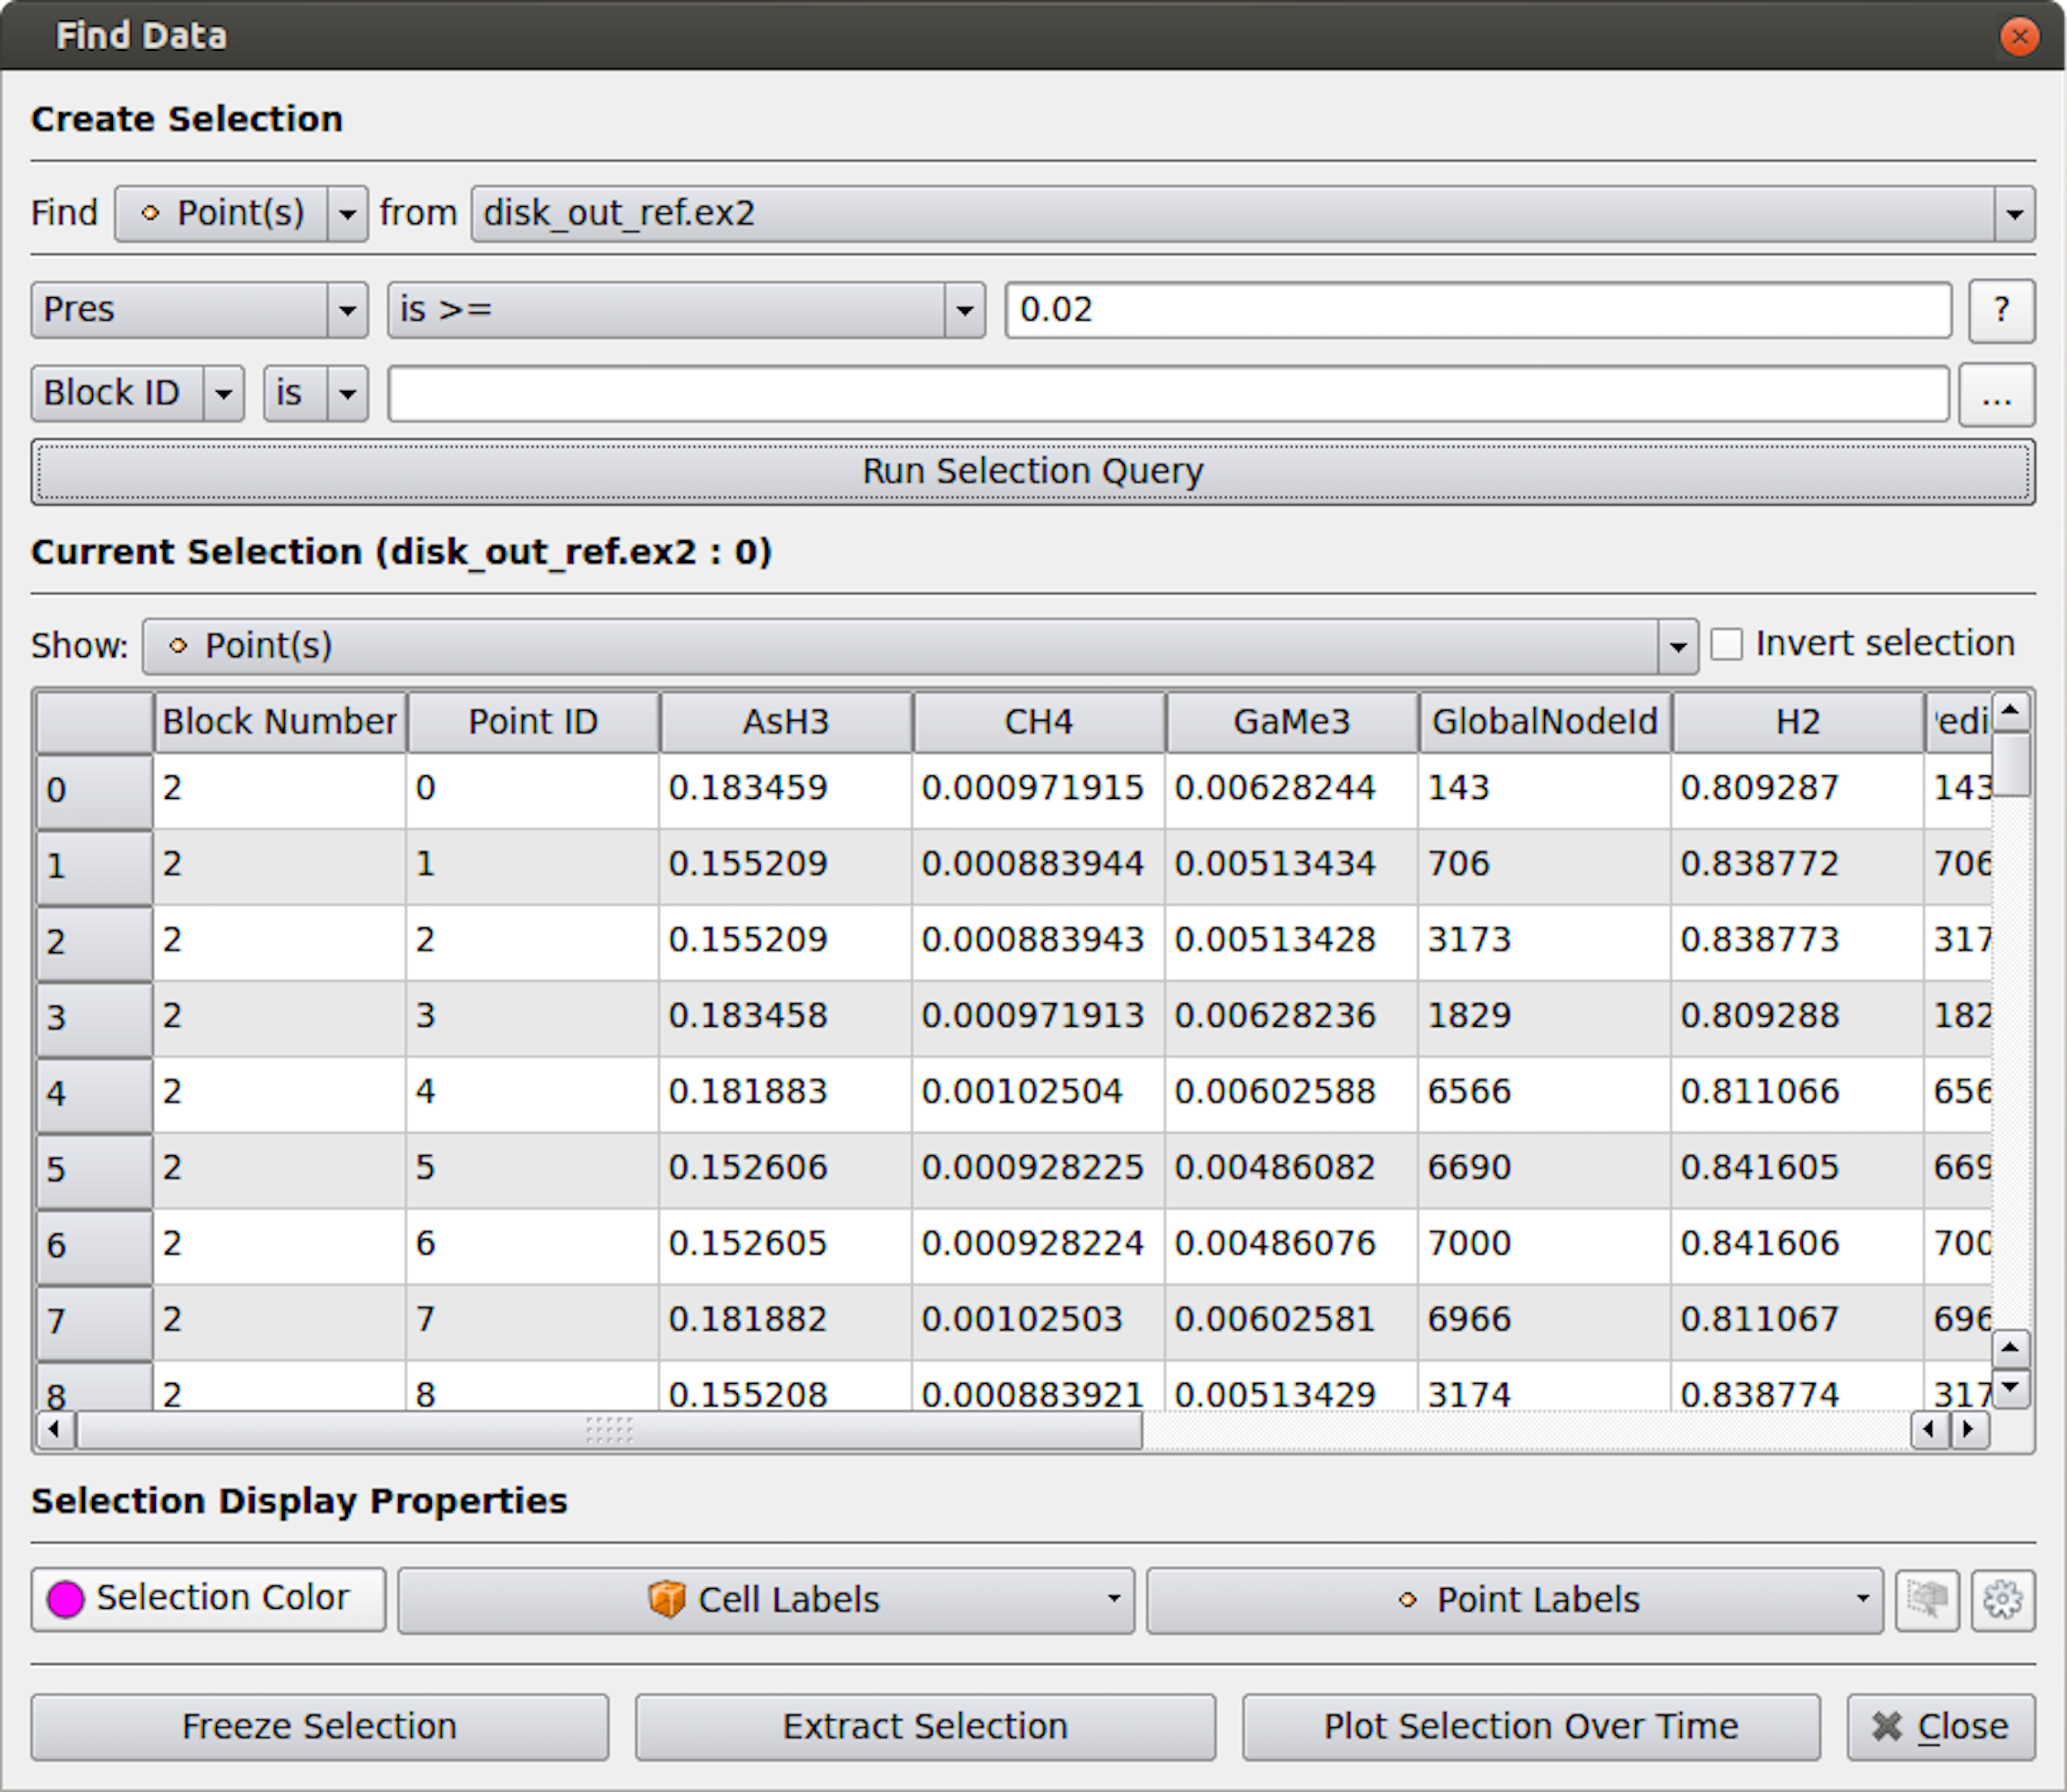 Find Data
Create Selection
Find Point(s) from disk_out_ref.ex2
Pres is >= 0.02 ?
Block ID is ...
Run Selection Query
Current Selection (disk_out_ref.ex2 : 0)
Show: Point(s) Invert selection
Block Number Point ID AsH3 CH4 GaMe3 GlobalNodeId H2
0 2 0 0.183459 0.000971915 0.00628244 143 0.809287 143
1 2 1 0.155209 0.000883944 0.00513434 706 0.838772 706
2 2 2 0.155209 0.000883943 0.00513428 3173 0.838773 317
3 2 3 0.183458 0.000971913 0.00628236 1829 0.809288 182
4 2 4 0.181883 0.00102504 0.00602588 6566 0.811066 656
5 2 5 0.152606 0.000928225 0.00486082 6690 0.841605 669
6 2 6 0.152605 0.000928224 0.00486076 7000 0.841606 700
7 2 7 0.181882 0.00102503 0.00602581 6966 0.811067 696
8 2 8 0.155208 0.000883921 0.00513429 3174 0.838774 317
Selection Display Properties
Selection Color Cell Labels Point Labels
Freeze Selection Extract Selection Plot Selection Over Time Close